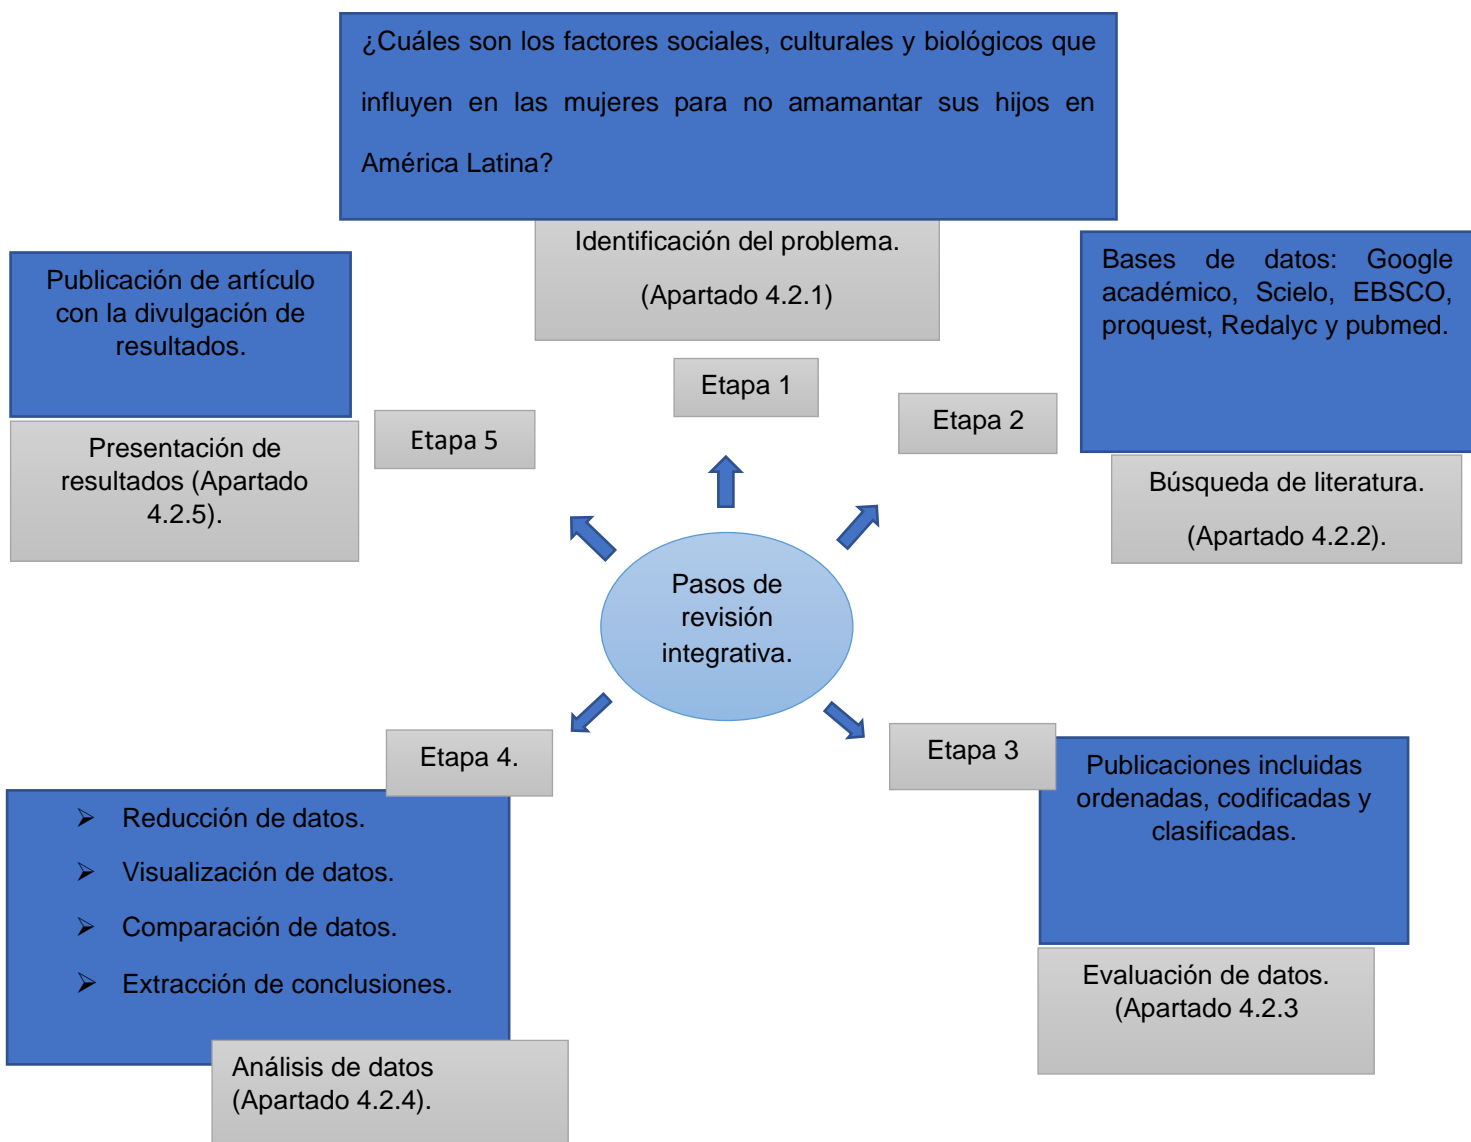 ¿Cuáles son los factores sociales, culturales y biológicos que
influyen en las mujeres para no amamantar sus hijos en
América Latina?
Identificación del problema.
(Apartado 4.2.1)
Etapa 1
Bases de datos: Google
académico, Scielo, EBSCO,
proquest, Redalyc y pubmed.
Etapa 2
Búsqueda de literatura.
(Apartado 4.2.2).
Publicación de artículo
con la divulgación de
resultados.
Etapa 5
Presentación de
resultados (Apartado
4.2.5).
Pasos de
revisión
integrativa.
Etapa 3
Publicaciones incluidas
ordenadas, codificadas y
clasificadas.
Evaluación de datos.
(Apartado 4.2.3
Etapa 4.
➢ Reducción de datos.
➢ Visualización de datos.
➢ Comparación de datos.
➢ Extracción de conclusiones.
Análisis de datos
(Apartado 4.2.4).